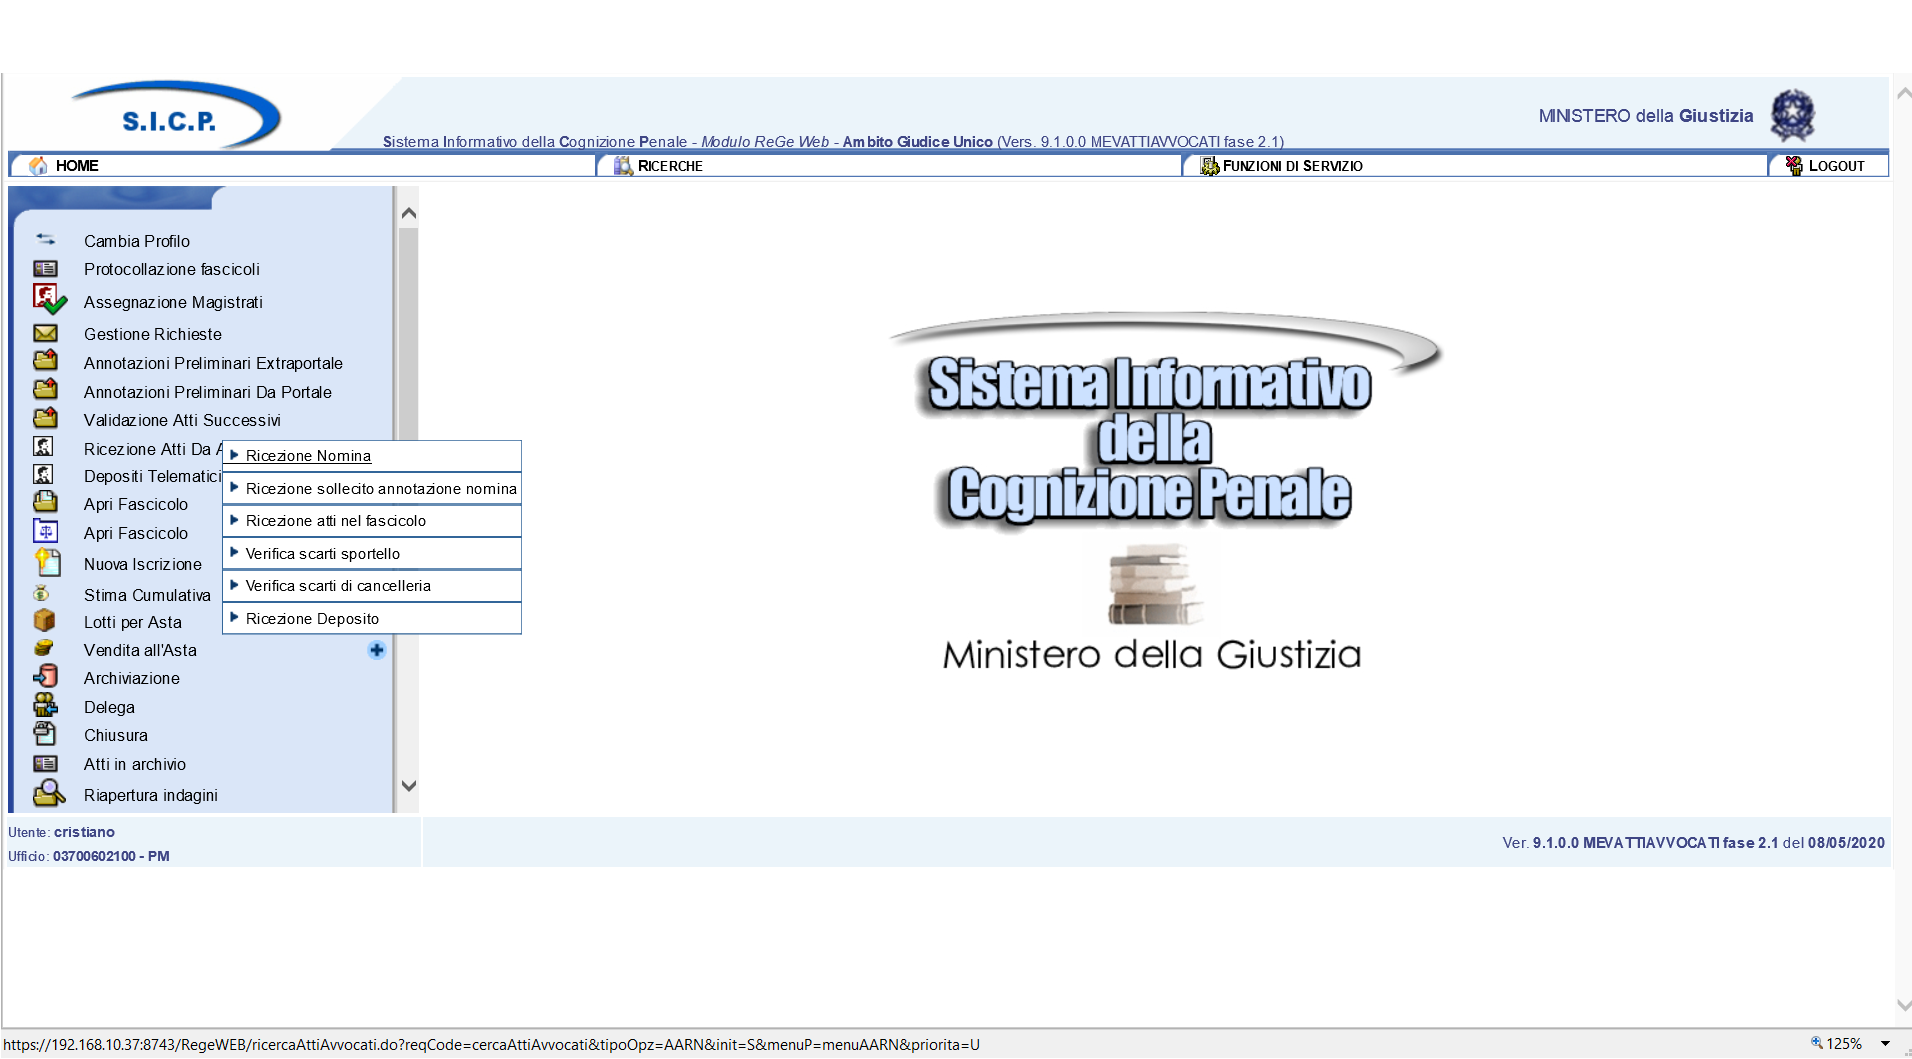 S.I.C.P.
MINISTERO della Giustizia
Sistema Informativo della Cognizione Penale - Modulo ReGe Web - Ambito Giudice Unico (Vers. 9.1.0.0 MEVATTIAVVOCATI fase 2.1)
HOME
RICERCHE
FUNZIONI DI SERVIZIO
LOGOUT
Cambia Profilo
Protocollazione fascicoli
Assegnazione Magistrati
Gestione Richieste
Annotazioni Preliminari Extraportale
Annotazioni Preliminari Da Portale
Validazione Atti Successivi
Ricezione Atti Da
Depositi Telematici
Apri Fascicolo
Apri Fascicolo
Nuova Iscrizione
Stima Cumulativa
Lotti per Asta
Vendita all'Asta
Archiviazione
Delega
Chiusura
Atti in archivio
Riapertura indagini
Ricezione Nomina
Ricezione sollecito annotazione nomina
Ricezione atti nel fascicolo
Verifica scarti sportello
Verifica scarti di cancelleria
Ricezione Deposito
Sistema Informativo
della
Cognizione Penale
Ministero della Giustizia
Utente: cristiano
Ufficio: 03700602100 - PM
Ver. 9.1.0.0 MEVATTIAVVOCATI fase 2.1 del 08/05/2020
https://192.168.10.37:8743/RegeWEB/ricercaAttiAvvocati.do?reqCode=cercaAttiAvvocati&tipoOpz=AARN&init=S&menuP=menuAARN&priorita=U
125%